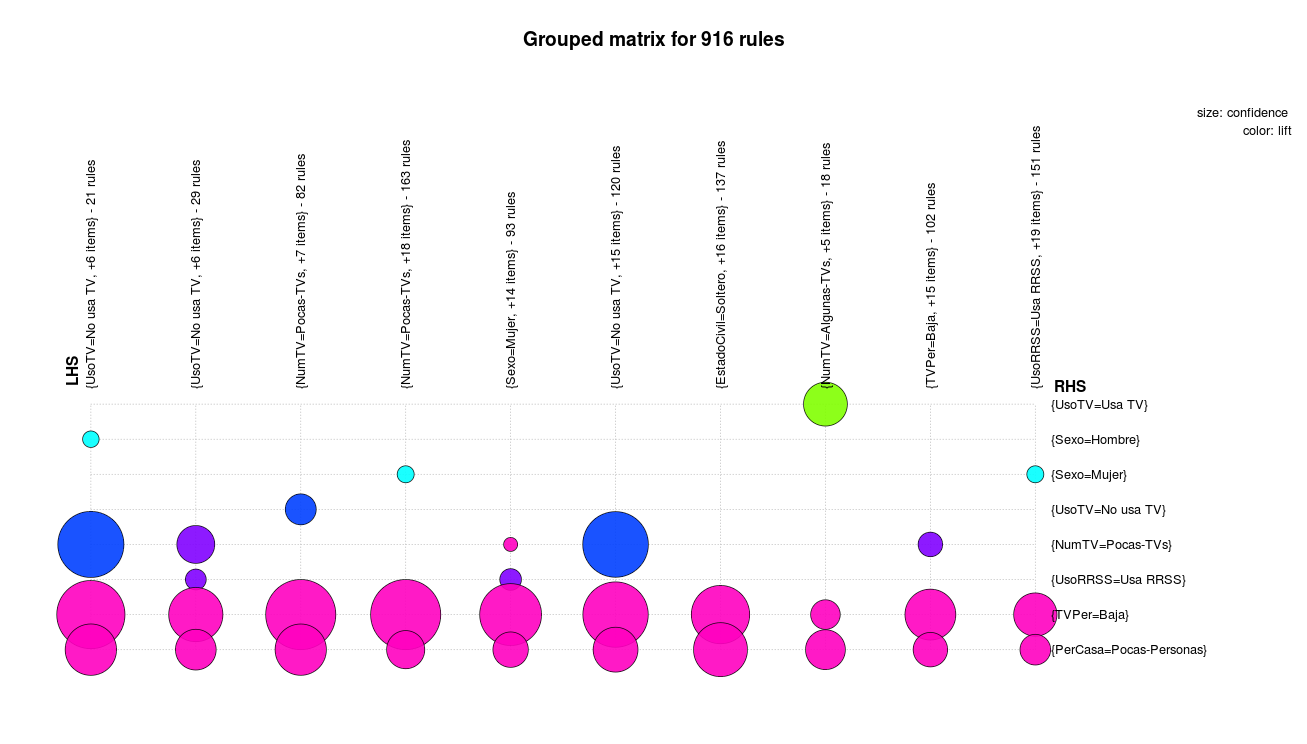 Grouped matrix for 916 rules
size: confidence
color: lift
LHS
{UsoTV=No usa TV, +6 items} - 21 rules
{UsoTV=No usa TV, +6 items} - 29 rules
{NumTV=Pocas-TVs, +7 items} - 82 rules
{NumTV=Pocas-TVs, +18 items} - 163 rules
{Sexo=Mujer, +14 items} - 93 rules
{UsoTV=No usa TV, +15 items} - 120 rules
{EstadoCivil=Soltero, +16 items} - 137 rules
{NumTV=Algunas-TVs, +5 items} - 18 rules
{TVPer=Baja, +15 items} - 102 rules
{UsoRRSS=Usa RRSS, +19 items} - 151 rules
RHS
{UsoTV=Usa TV}
{Sexo=Hombre}
{Sexo=Mujer}
{UsoTV=No usa TV}
{NumTV=Pocas-TVs}
{UsoRRSS=Usa RRSS}
{TVPer=Baja}
{PerCasa=Pocas-Personas}